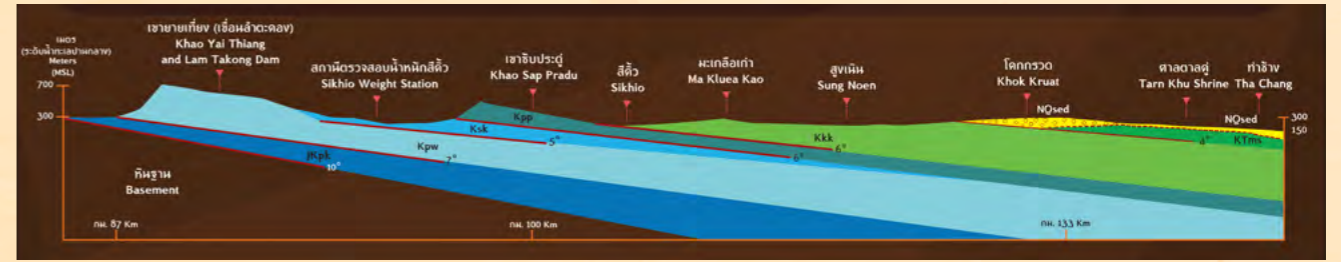 เมตร
(ระดับน้ำทะเลปานกลาง)
Meters
(MSL)
700
300
เขายายเที่ยง (เขื่อนลำตะคอง)
Khao Yai Thiang
and Lam Takong Dam
สถานีตรวจสอบน้ำหนักสีคิ้ว
Sikhio Weight Station
เขาซับประดู่
Khao Sap Pradu
สีคิ้ว
Sikhio
มะเกลือเก่า
Ma Kluea Kao
สูงเนิน
Sung Noen
โคกกรวด
Khok Kruat
ศาลตาลคู่
Tarn Khu Shrine
ท่าช้าง
Tha Chang
300
150
NQsed
NQsed
Kpp
Ksk
5°
Kkk
6°
6°
4°
KTms
Kpw
7°
JKpk
10°
หินฐาน
Basement
กม. 87 Km
กม. 100 Km
กม. 133 Km